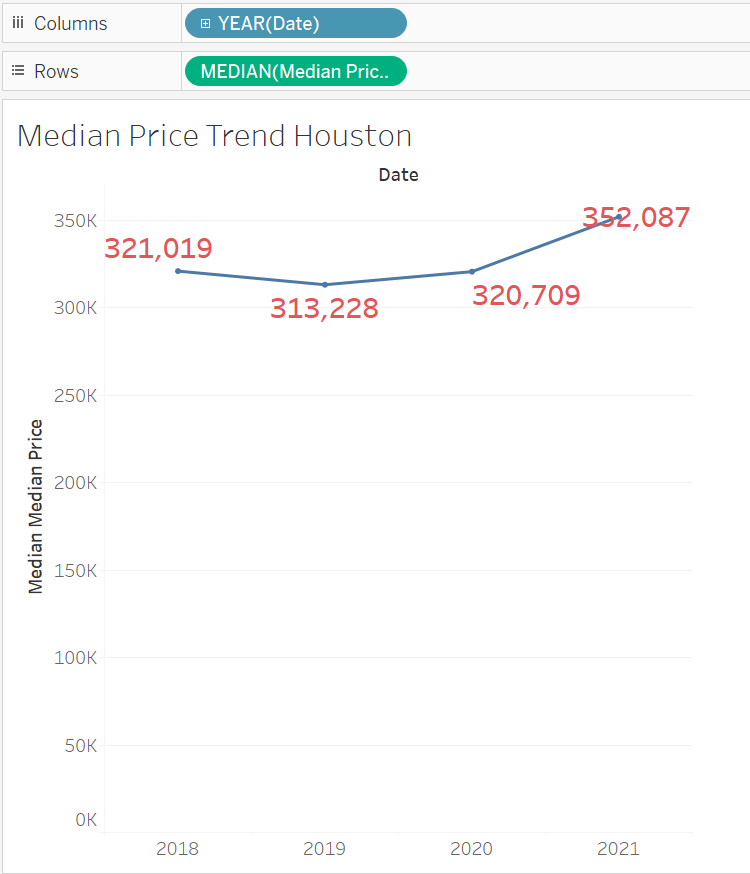 Columns
YEAR(Date)
Rows
MEDIAN(Median Pric..
Median Price Trend Houston
Date
350K
300K
250K
200K
150K
100K
50K
0K
Median Median Price
321,019
313,228
320,709
352,087
2018
2019
2020
2021